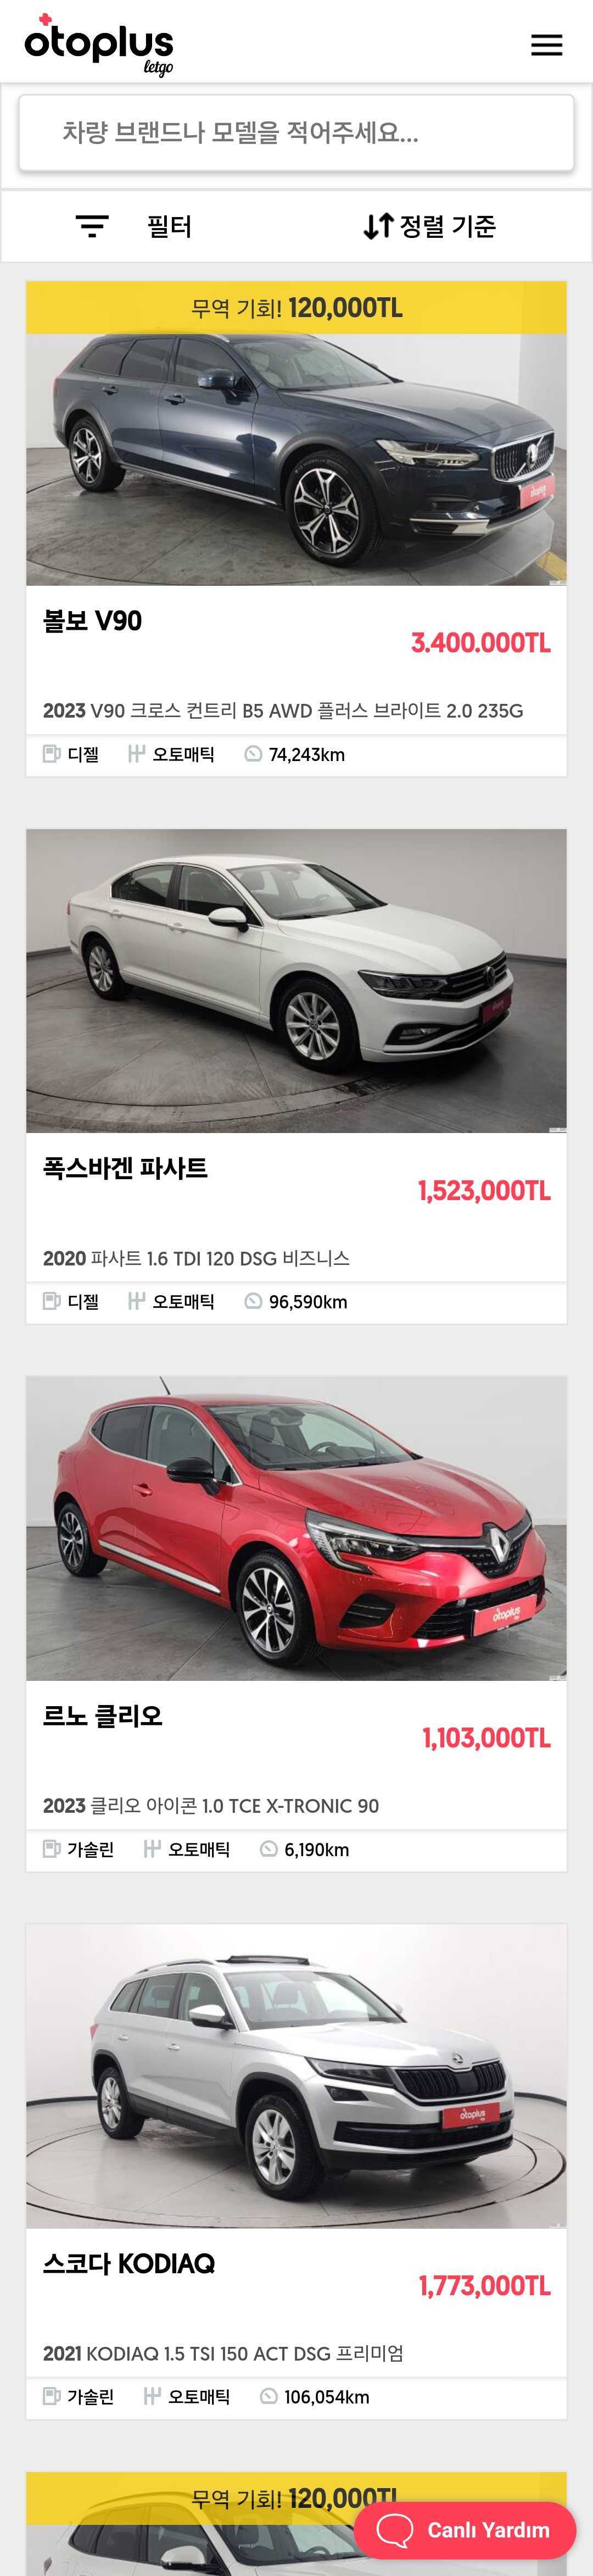 otoplus
letgo
차량 브랜드나 모델을 적어주세요...
필터
정렬 기준
무역 기회! 120,000TL
otoplus
볼보 V90
3.400.000TL
2023 V90 크로스 컨트리 B5 AWD 플러스 브라이트 2.0 235G
디젤 오토매틱 74,243km
폭스바겐 파사트
1,523,000TL
2020 파사트 1.6 TDI 120 DSG 비즈니스
디젤 오토매틱 96,590km
otoplus
르노 클리오
1,103,000TL
2023 클리오 아이콘 1.0 TCE X-TRONIC 90
가솔린 오토매틱 6,190km
otoplus
스코다 KODIAQ
1,773,000TL
2021 KODIAQ 1.5 TSI 150 ACT DSG 프리미엄
가솔린 오토매틱 106,054km
무역 기회! 120,000TL
Canlı Yardım